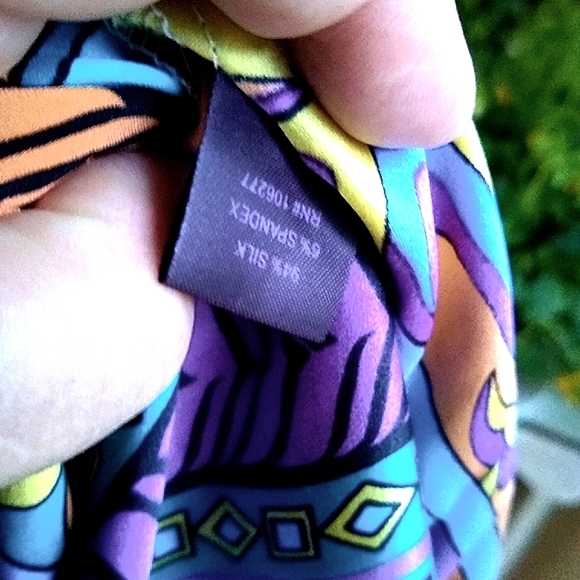 94% SILK
6% SPANDEX
RN# 106277